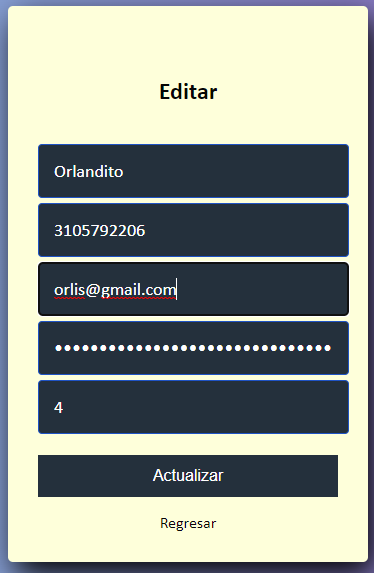 Editar
Orlandito
3105792206
orlis@gmail.com
•••••••••••••••••••••••••••••••
4
Actualizar
Regresar